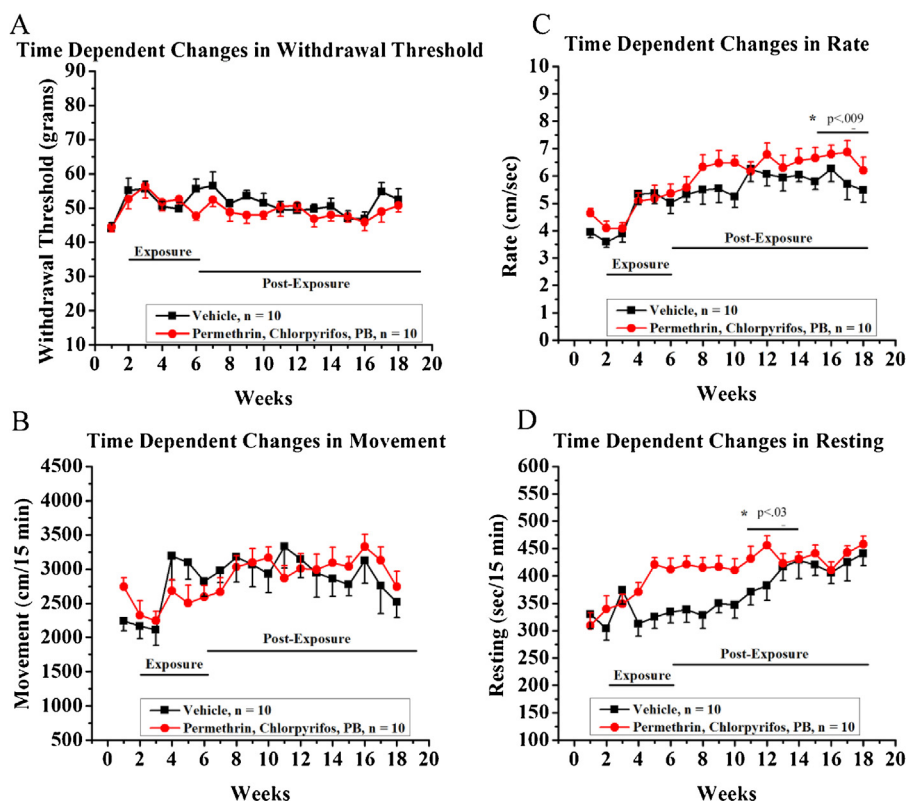 A
Time Dependent Changes in Withdrawal Threshold
Withdrawal Threshold (grams)
90
80
70
60
50
40
30
20
10
Exposure
Post-Exposure
Vehicle, n = 10
Permethrin, Chlorpyrifos, PB, n = 10
0 2 4 6 8 10 12 14 16 18 20
Weeks
B
Time Dependent Changes in Movement
Movement (cm/15 min)
4500
4000
3500
3000
2500
2000
1500
1000
500
Post-Exposure
Exposure
Vehicle, n = 10
Permethrin, Chlorpyrifos, PB, n = 10
0 2 4 6 8 10 12 14 16 18 20
Weeks
C
Time Dependent Changes in Rate
Rate (cm/sec)
10
9
8
7
6
5
4
3
2
1
0
* p<.009
Post-Exposure
Exposure
Vehicle, n = 10
Permethrin, Chlorpyrifos, PB, n = 10
0 2 4 6 8 10 12 14 16 18 20
Weeks
D
Time Dependent Changes in Resting
Resting (sec/15 min)
600
550
500
450
400
350
300
250
200
150
100
* p<.03
Post-Exposure
Exposure
Vehicle, n = 10
Permethrin, Chlorpyrifos, PB, n = 10
0 2 4 6 8 10 12 14 16 18 20
Weeks